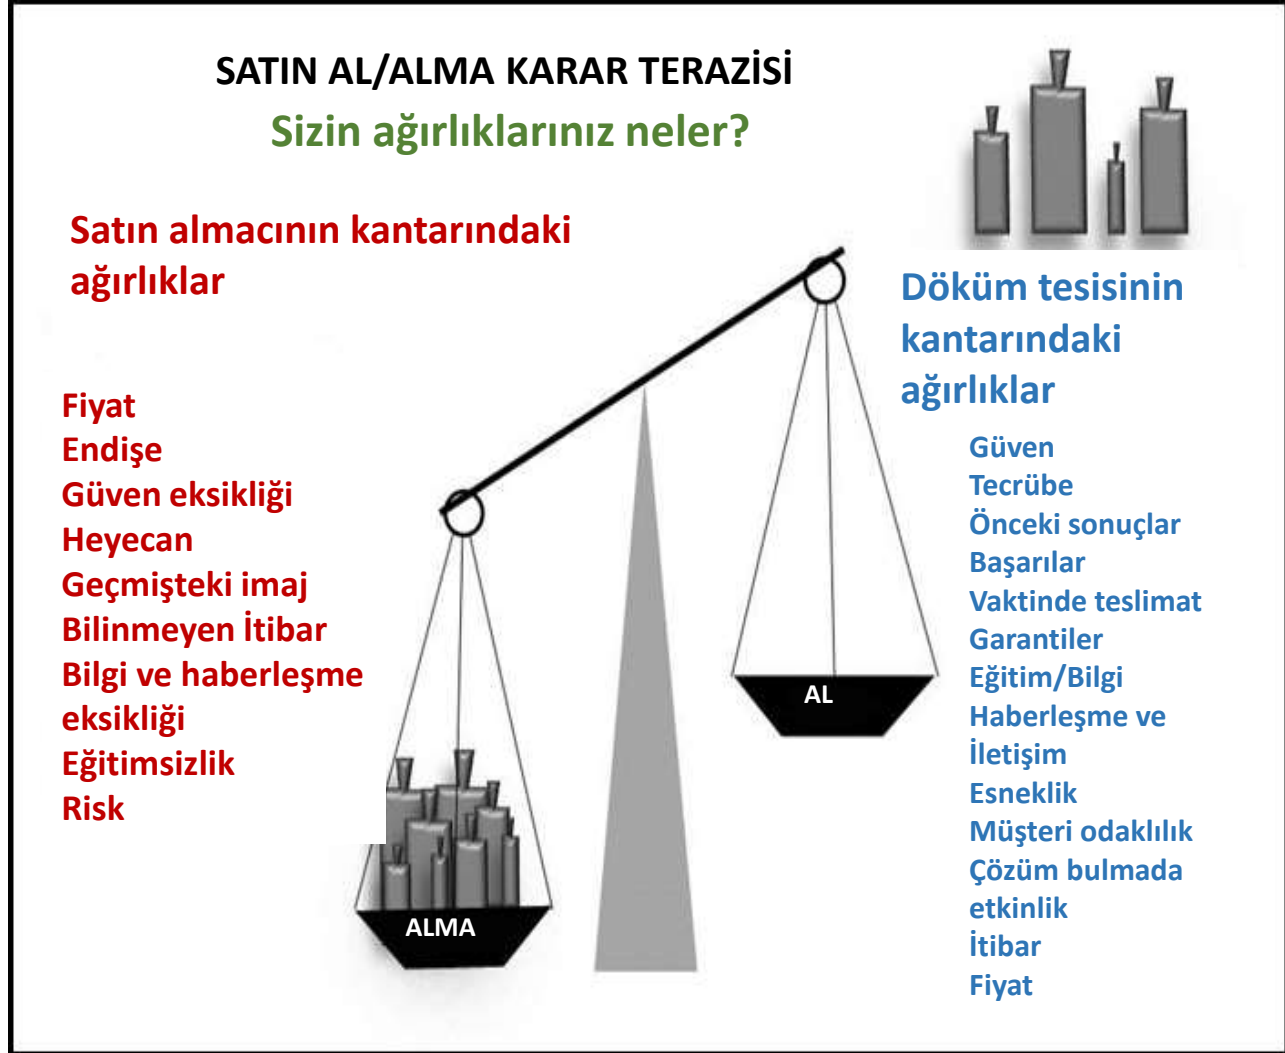 SATIN AL/ALMA KARAR TERAZİSİ
Sizin ağırlıklarınız neler?
Satın almacının kantarındaki
ağırlıklar
Fiyat
Endişe
Güven eksikliği
Heyecan
Geçmişteki imaj
Bilinmeyen İtibar
Bilgi ve haberleşme
eksikliği
Eğitimsizlik
Risk
ALMA
AL
Döküm tesisinin
kantarındaki
ağırlıklar
Güven
Tecrübe
Önceki sonuçlar
Başarılar
Vaktinde teslimat
Garantiler
Eğitim/Bilgi
Haberleşme ve
İletişim
Esneklik
Müşteri odaklılık
Çözüm bulmada
etkinlik
İtibar
Fiyat